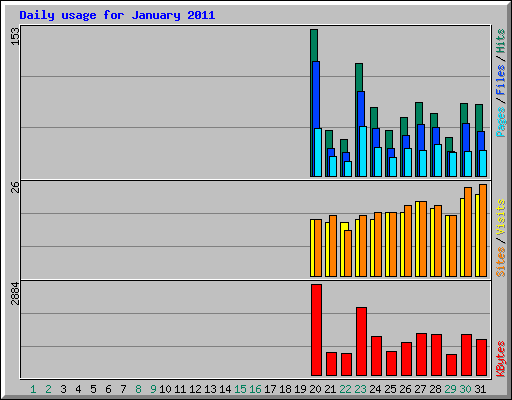 Daily usage for January 2011
153
Pages / Files / Hits
26
Sites / Visits
2884
KBytes
1 2 3 4 5 6 7 8 9 10 11 12 13 14 15 16 17 18 19 20 21 22 23 24 25 26 27 28 29 30 31